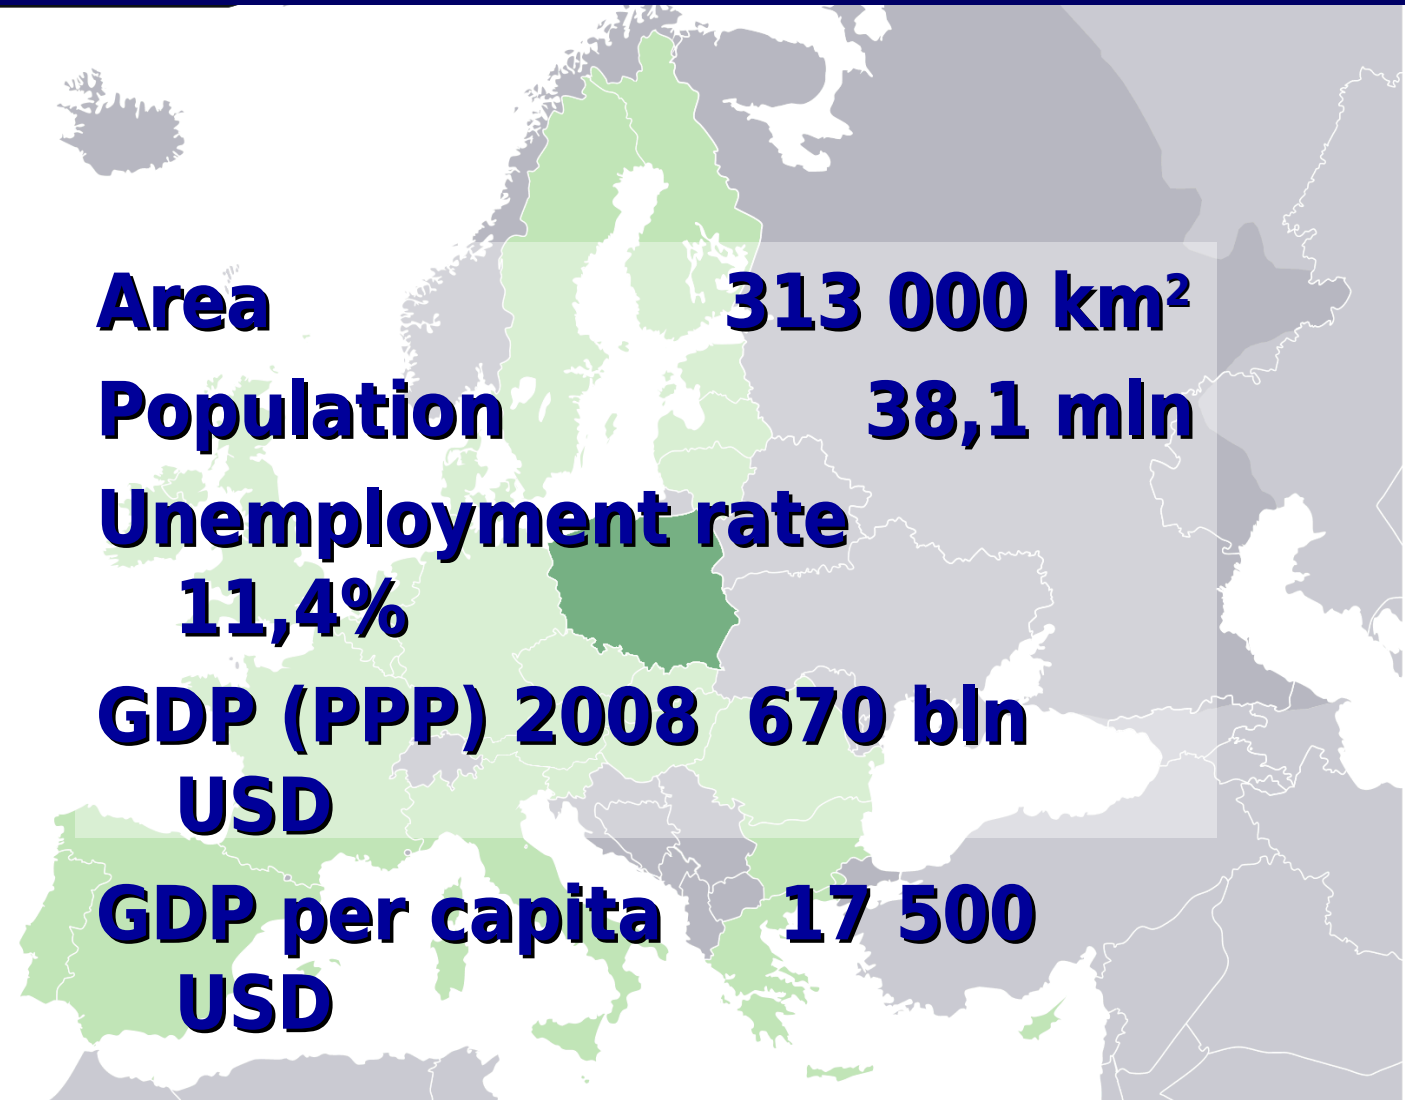 Area 313 000 km²
Population 38,1 mln
Unemployment rate
11,4%
GDP (PPP) 2008 670 bln
USD
GDP per capita 17 500
USD